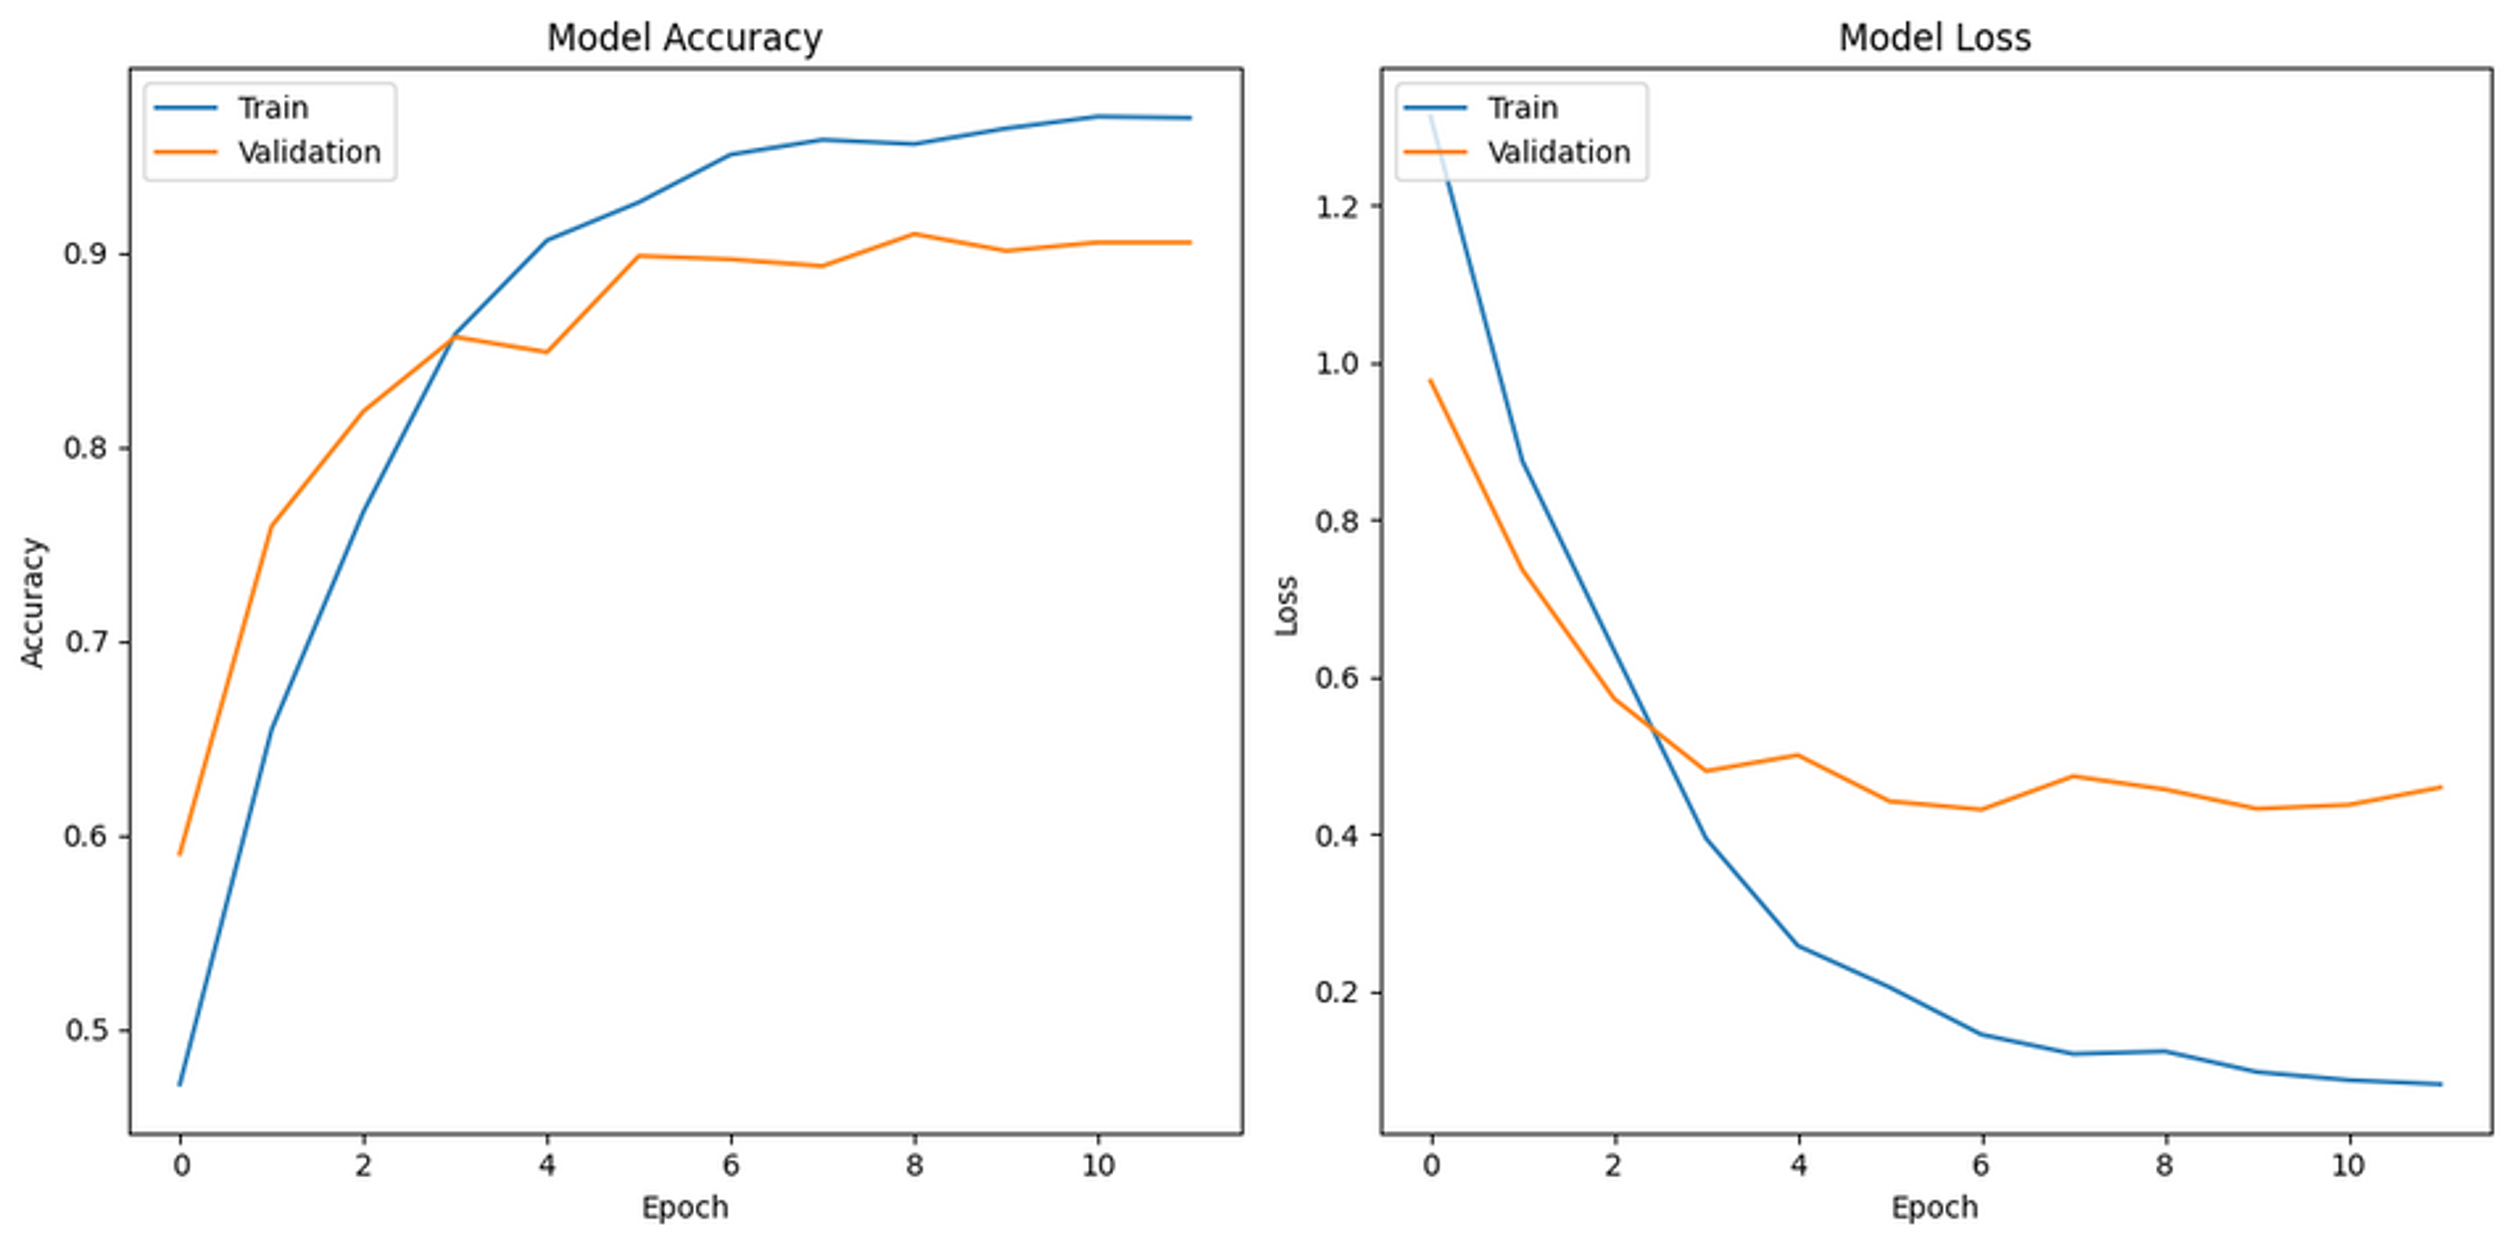 Model Accuracy
Train
Validation
0.9
0.8
0.7
0.6
0.5
Accuracy
0 2 4 6 8 10
Epoch
Model Loss
Train
Validation
1.2
1.0
0.8
0.6
0.4
0.2
Loss
0 2 4 6 8 10
Epoch